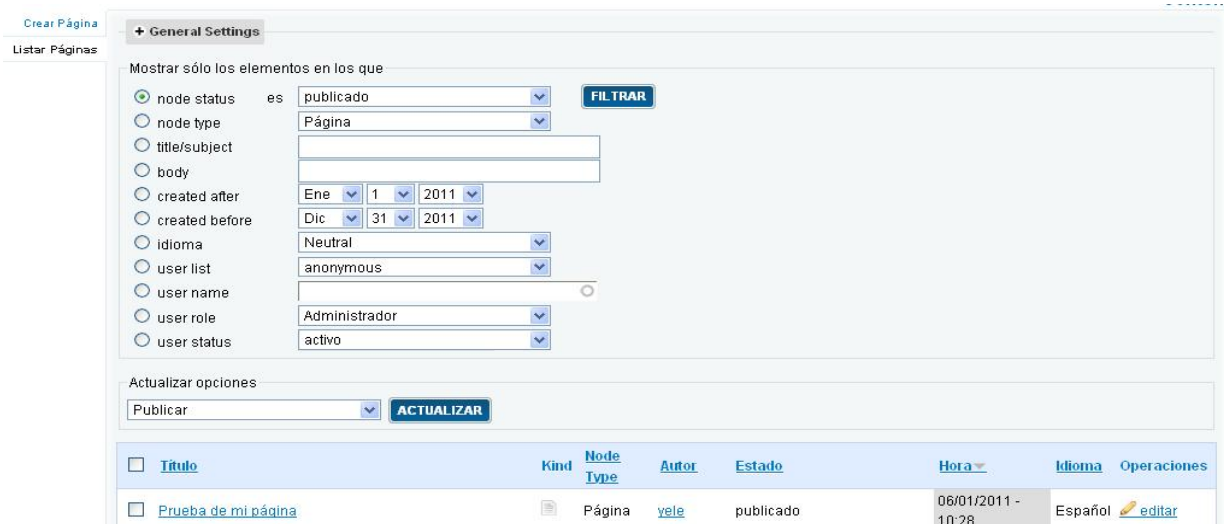 Crear Página
Listar Páginas
General Settings
Mostrar sólo los elementos en los que
node status es publicado FILTRAR
node type Página
title/subject
body
created after Ene 1 2011
created before Dic 31 2011
idioma Neutral
user list anonymous
user name
user role Administrador
user status activo
Actualizar opciones
Publicar ACTUALIZAR
Título Kind Node Type Autor Estado Hora Idioma Operaciones
Prueba de mi página Página yele publicado 06/01/2011 - 10:28 Español editar